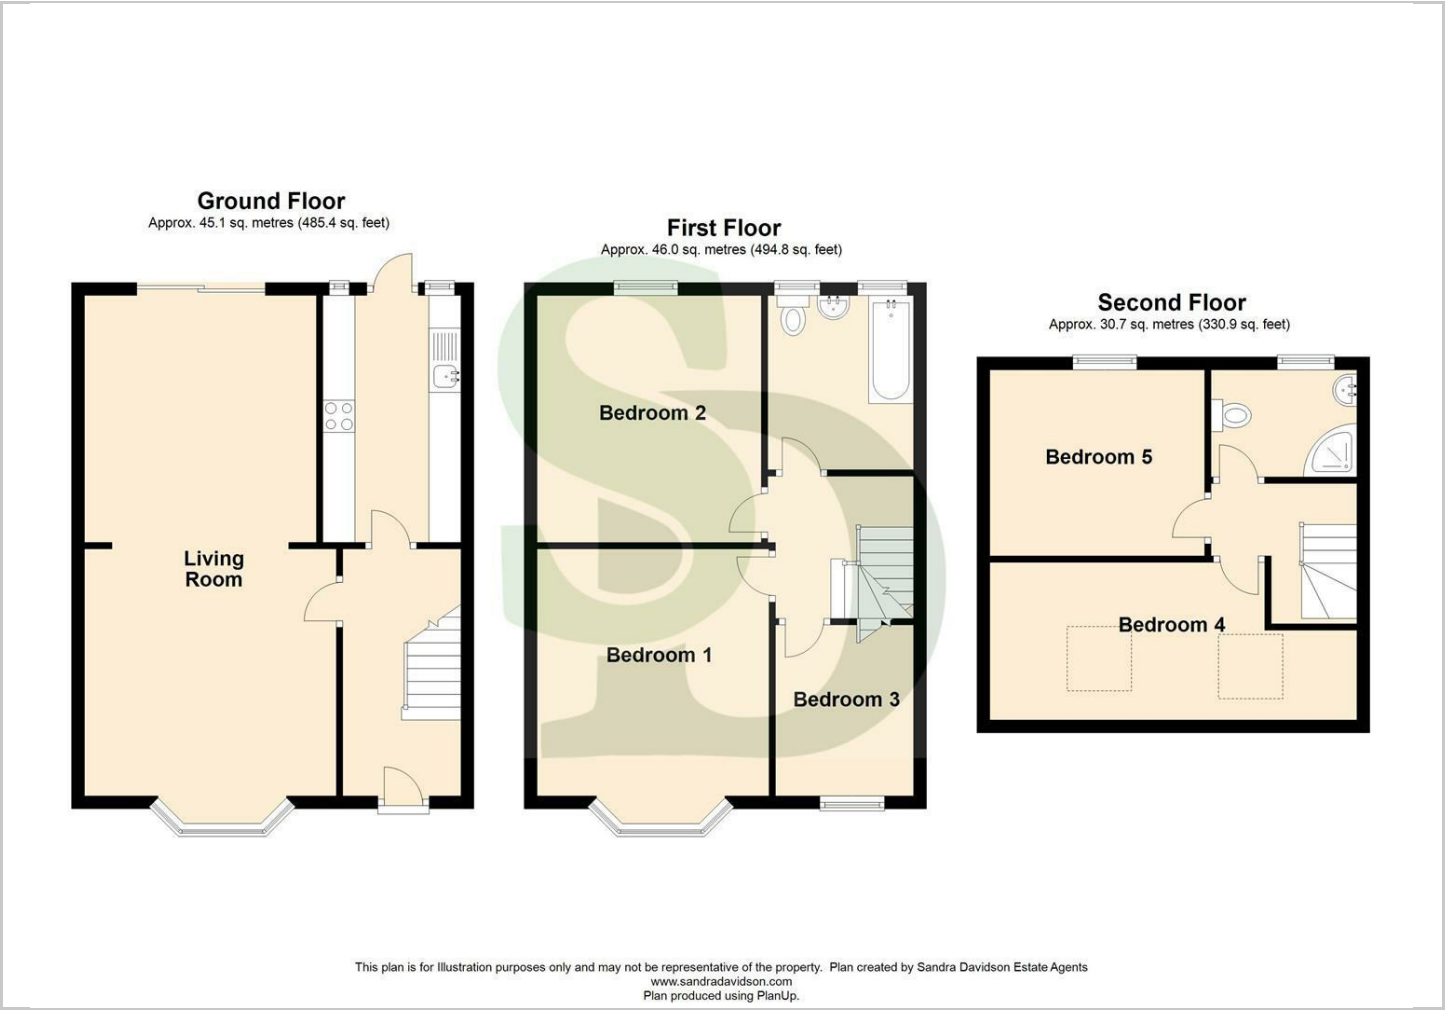 Ground Floor
Approx. 45.1 sq. metres (485.4 sq. feet)
First Floor
Approx. 46.0 sq. metres (494.8 sq. feet)
Second Floor
Approx. 30.7 sq. metres (330.9 sq. feet)
Living
Room
Bedroom 2
Bedroom 1
Bedroom 3
Bedroom 5
Bedroom 4
SD
This plan is for Illustration purposes only and may not be representative of the property. Plan created by Sandra Davidson Estate Agents
www.sandradavidson.com
Plan produced using PlanUp.